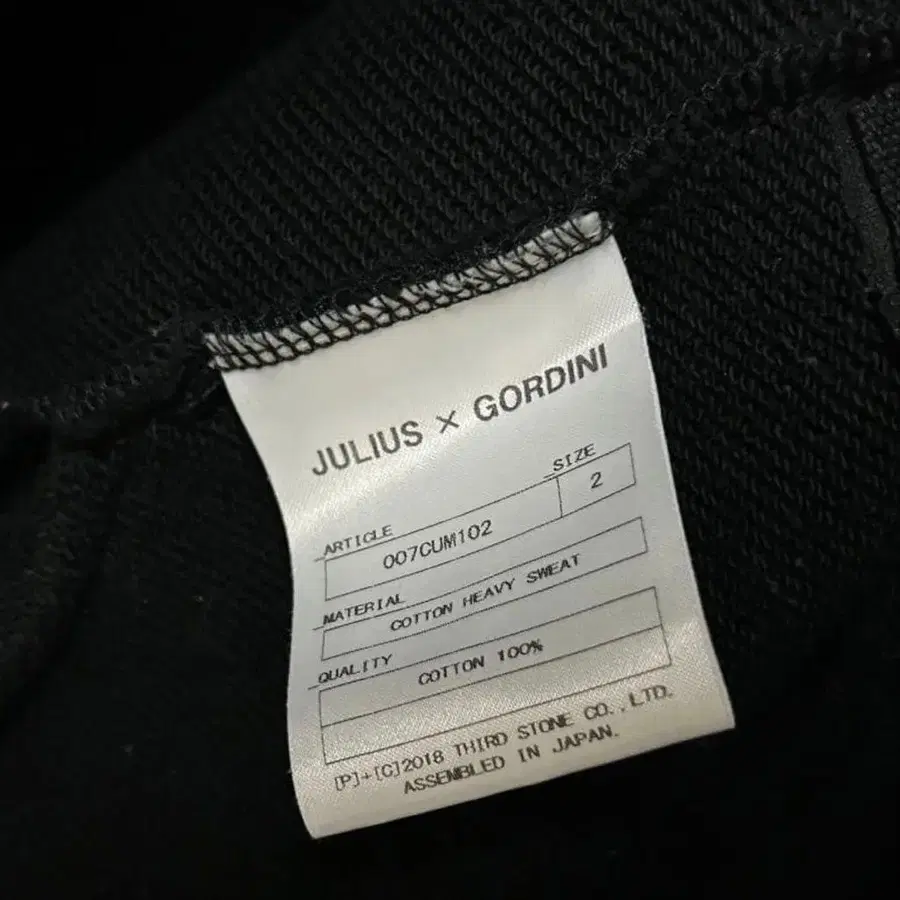 JULIUS × GORDINI
ARTICLE SIZE
007CUM102 2
MATERIAL
COTTON HEAVY SWEAT
QUALITY
COTTON 100%
[P]+[C]2018 THIRD STONE CO.,LTD.
ASSEMBLED IN JAPAN.